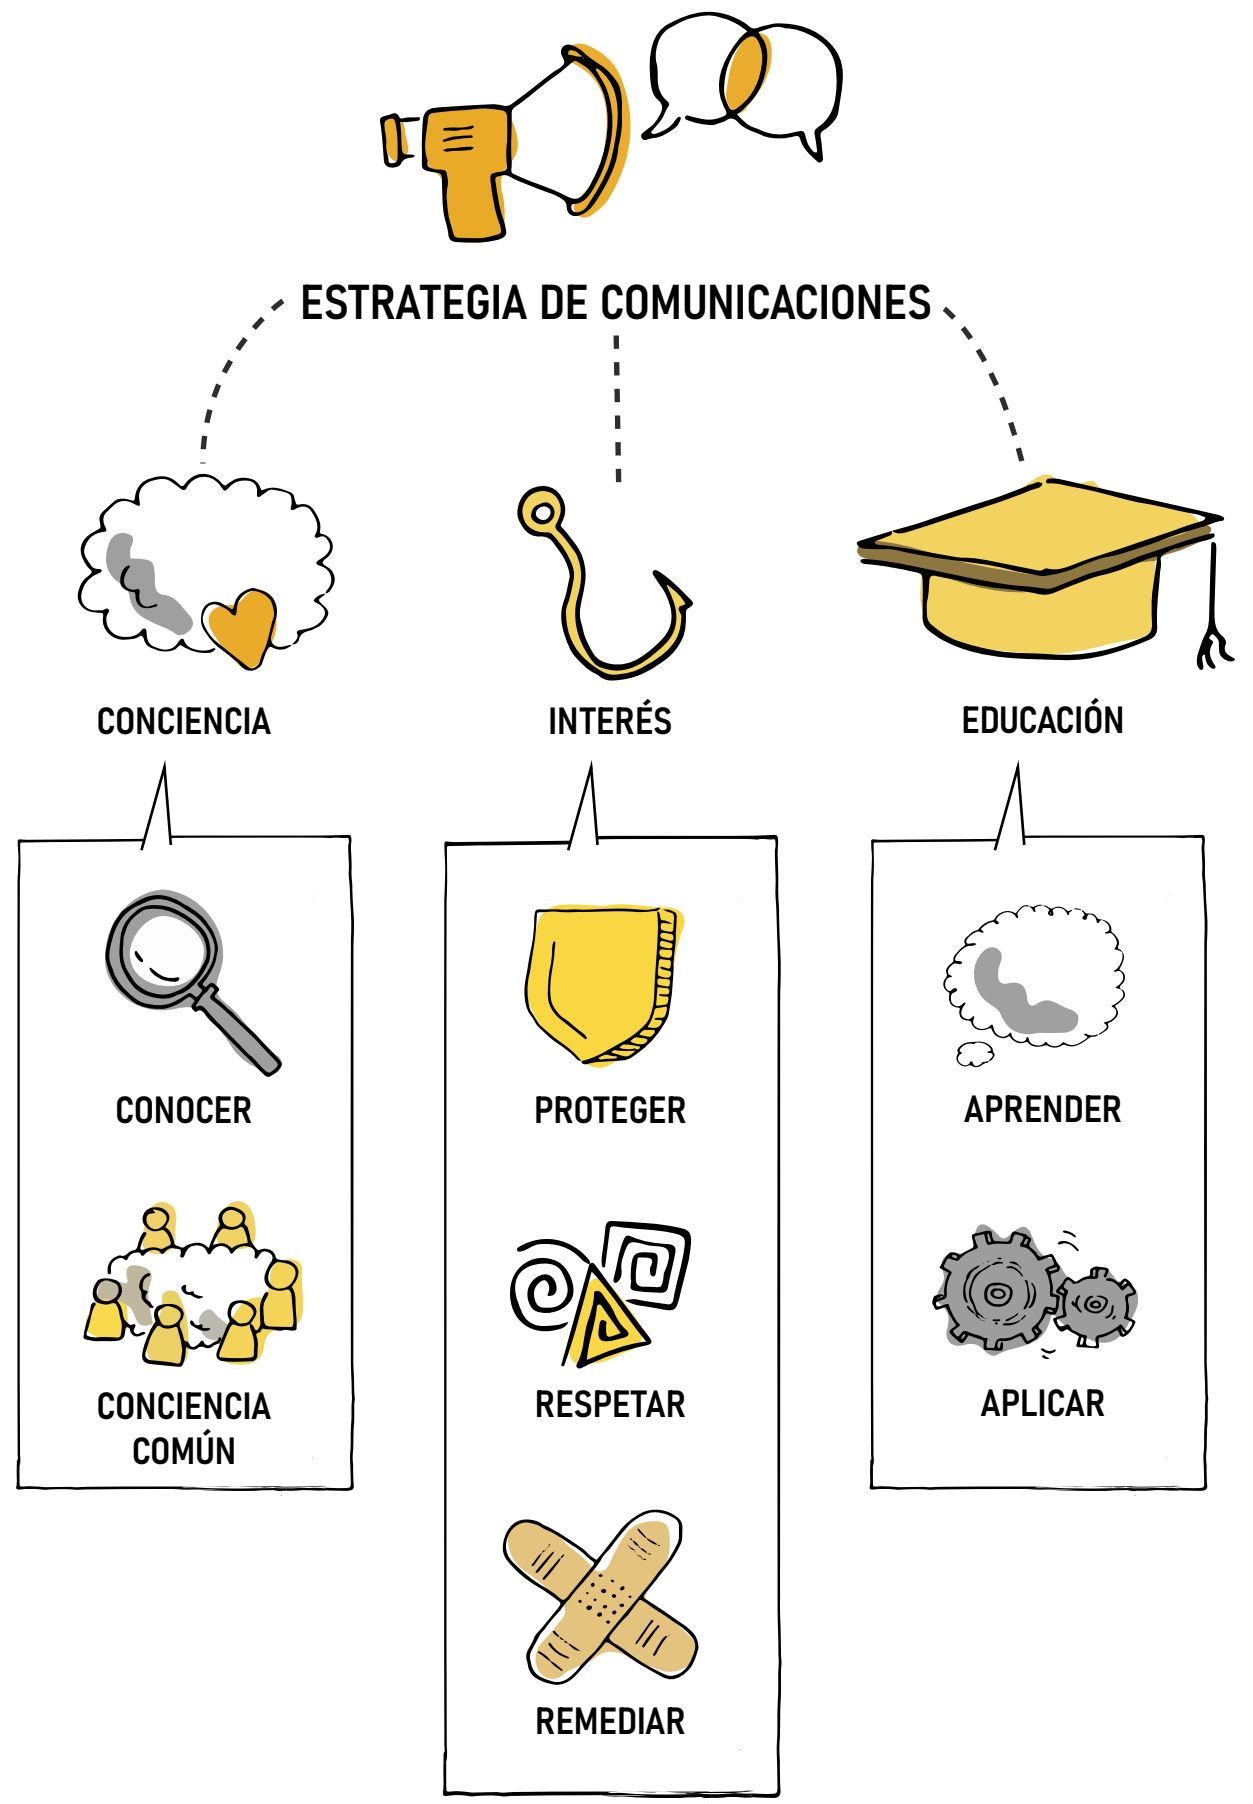 ESTRATEGIA DE COMUNICACIONES
CONCIENCIA
INTERÉS
EDUCACIÓN
CONOCER
CONCIENCIA
COMÚN
PROTEGER
RESPETAR
REMEDIAR
APRENDER
APLICAR